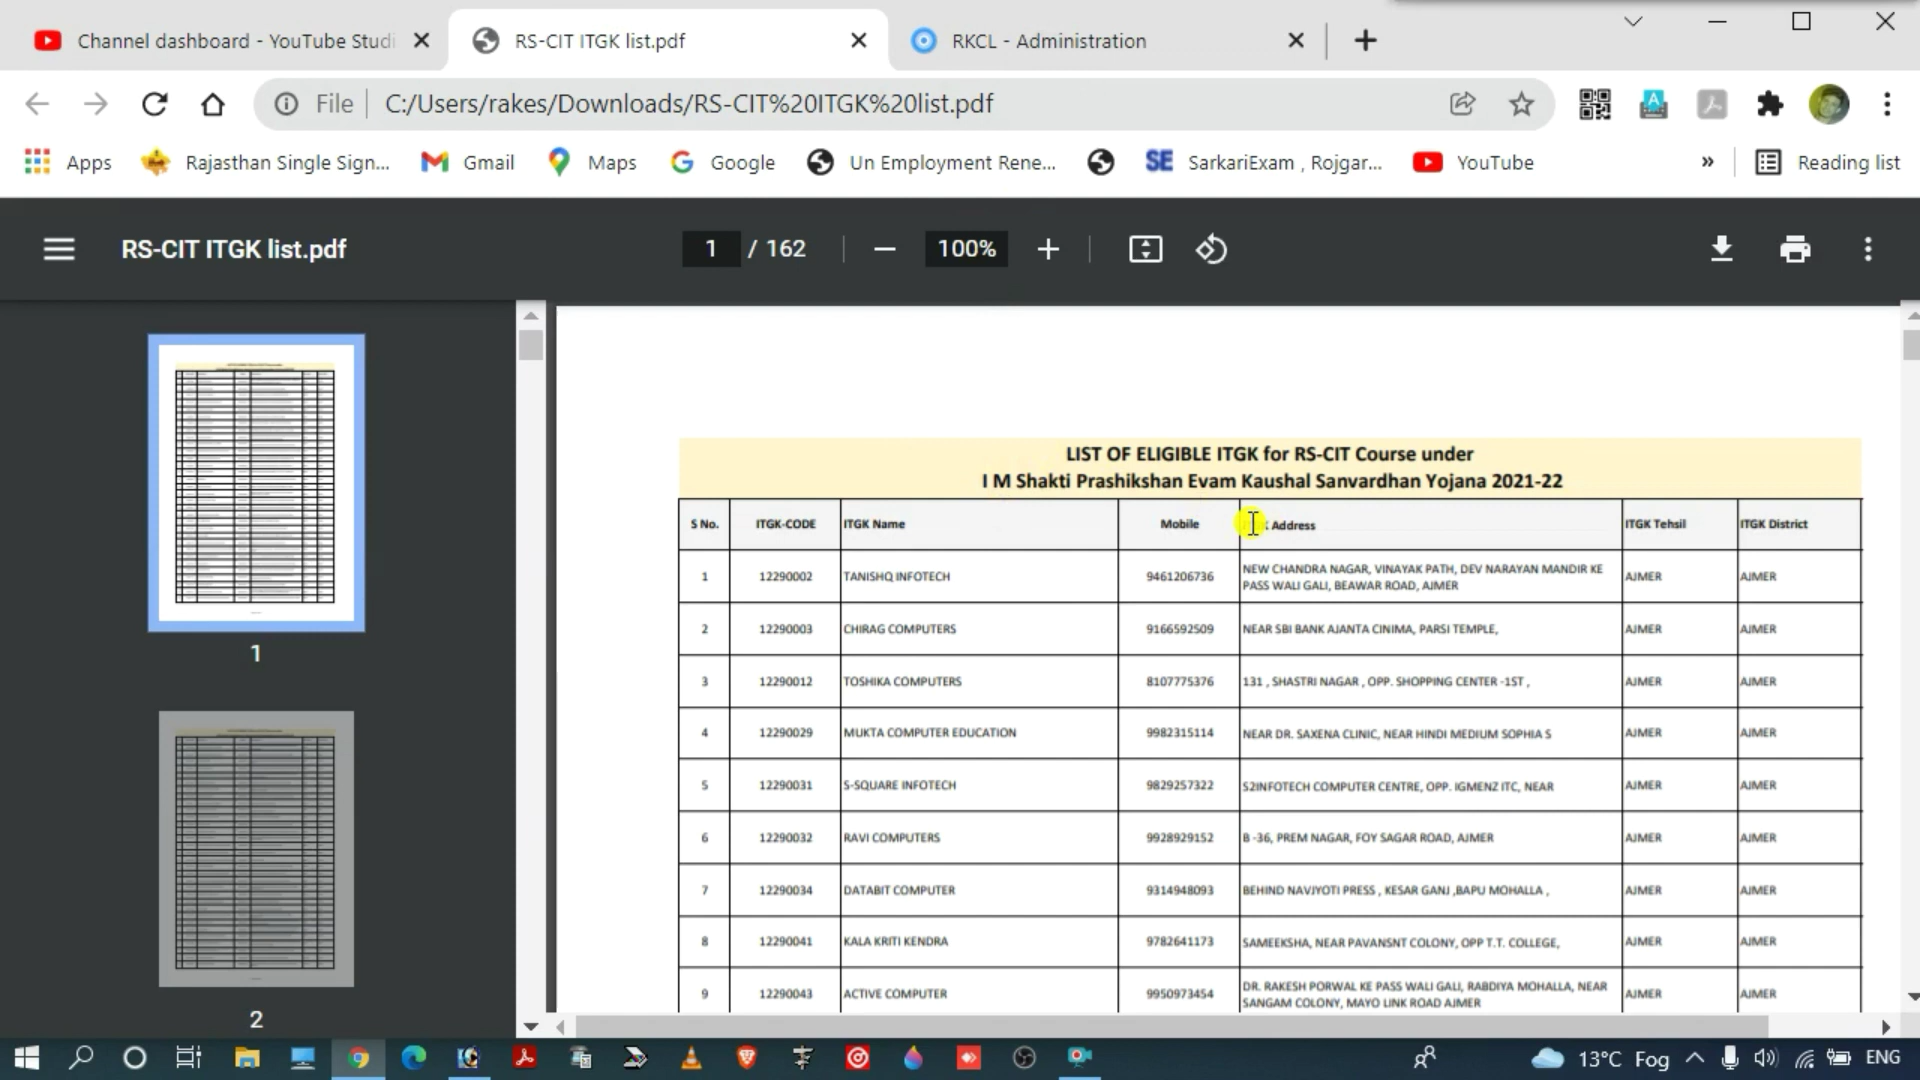 Channel dashboard - YouTube Studi
RS-CIT ITGK list.pdf
RKCL - Administration
File
C:/Users/rakes/Downloads/RS-CIT%20ITGK%20list.pdf
Apps
Rajasthan Single Sign...
Gmail
Maps
Google
Un Employment Rene...
SE SarkariExam , Rojgar...
YouTube
»
Reading list
RS-CIT ITGK list.pdf
1 / 162
100%
LIST OF ELIGIBLE ITGK for RS-CIT Course under
I M Shakti Prashikshan Evam Kaushal Sanvardhan Yojana 2021-22
S No. ITGK-CODE ITGK Name Mobile Address ITGK Tehsil ITGK District
1 12290002 TANISHQ INFOTECH 9461206736 NEW CHANDRA NAGAR, VINAYAK PATH, DEV NARAYAN MANDIR KE AJMER AJMER
PASS WALI GALI, BEAWAR ROAD, AJMER
2 12290003 CHIRAG COMPUTERS 9166592509 NEAR SBI BANK AJANTA CINIMA, PARSI TEMPLE, AJMER AJMER
3 12290012 TOSHIKA COMPUTERS 8107775376 131 , SHASTRI NAGAR , OPP. SHOPPING CENTER -1ST , AJMER AJMER
4 12290029 MUKTA COMPUTER EDUCATION 9982315114 NEAR DR. SAXENA CLINIC, NEAR HINDI MEDIUM SOPHIA S AJMER AJMER
5 12290031 S-SQUARE INFOTECH 9829257322 S2INFOTECH COMPUTER CENTRE, OPP. IGMENZ ITC, NEAR AJMER AJMER
6 12290032 RAVI COMPUTERS 9928929152 B -36, PREM NAGAR, FOY SAGAR ROAD, AJMER AJMER AJMER
7 12290034 DATABIT COMPUTER 9314948093 BEHIND NAVJYOTI PRESS , KESAR GANJ ,BAPU MOHALLA , AJMER AJMER
8 12290041 KALA KRITI KENDRA 9782641173 SAMEEKSHA, NEAR PAVANSNT COLONY, OPP T.T. COLLEGE, AJMER AJMER
9 12290043 ACTIVE COMPUTER 9950973454 DR. RAKESH PORWAL KE PASS WALI GALI, RABDIYA MOHALLA, NEAR AJMER AJMER
SANGAM COLONY, MAYO LINK ROAD AJMER
1
2
13°C Fog
ENG